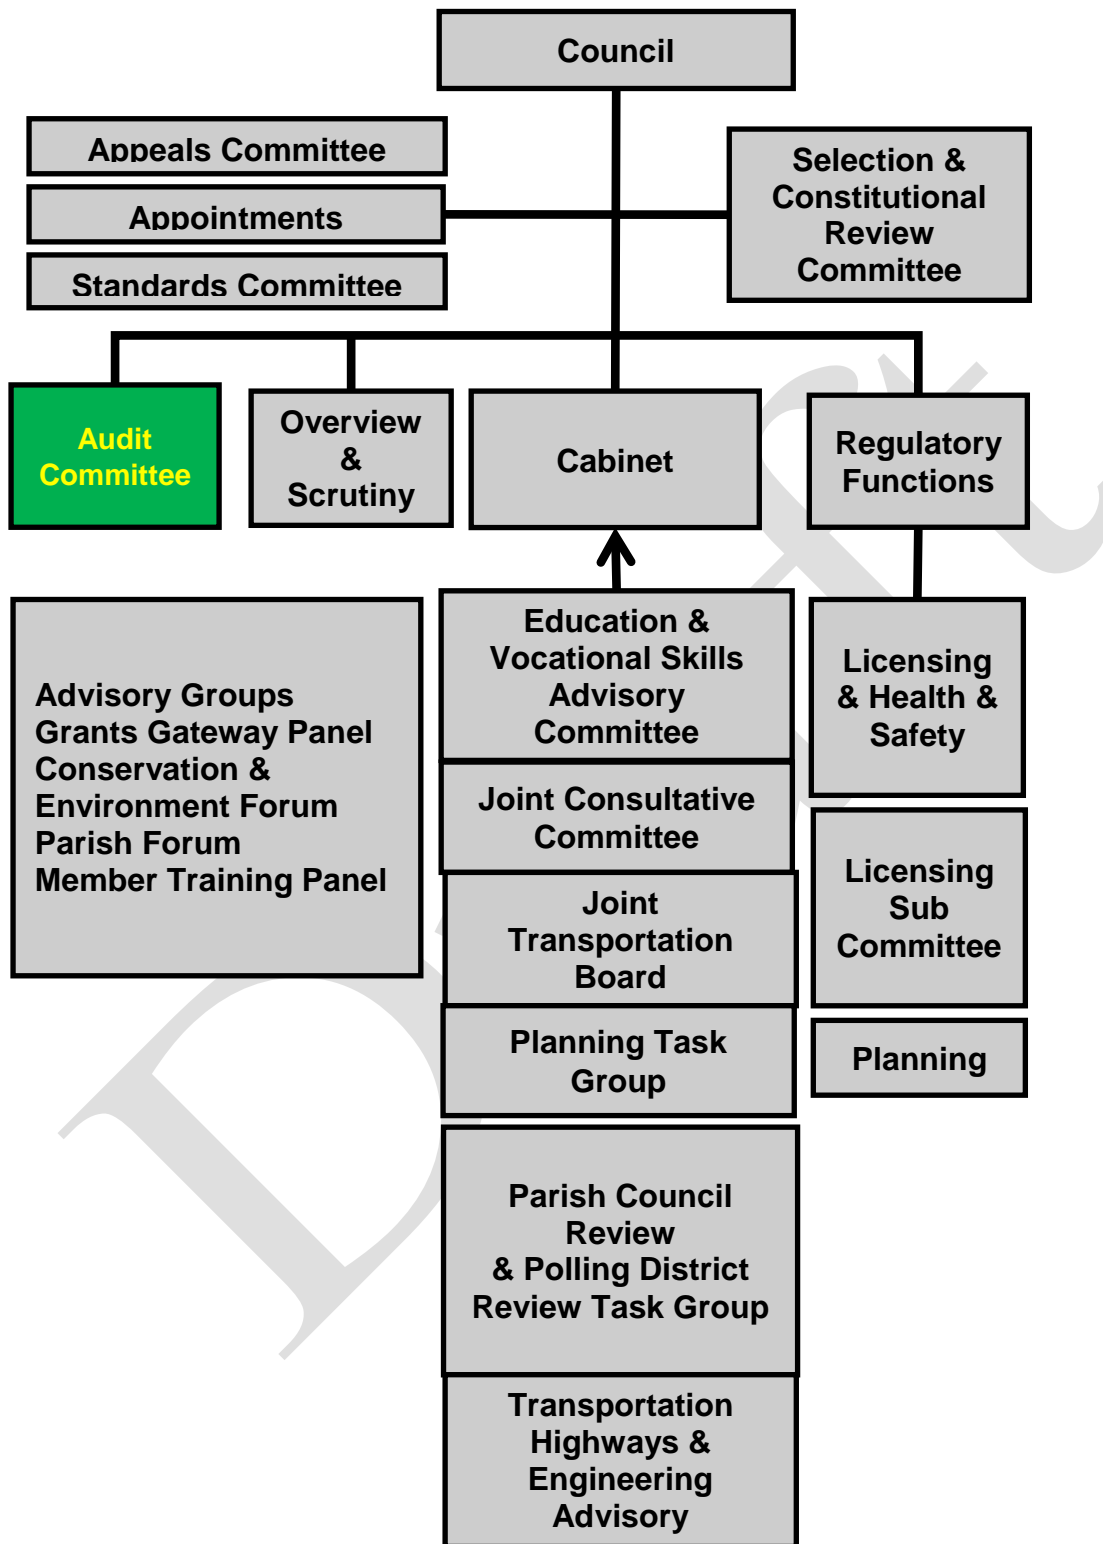 Council
Appeals Committee
Appointments
Standards Committee
Selection &
Constitutional
Review
Committee
Audit
Committee
Overview
&
Scrutiny
Cabinet
Regulatory
Functions
Advisory Groups
Grants Gateway Panel
Conservation &
Environment Forum
Parish Forum
Member Training Panel
Education &
Vocational Skills
Advisory
Committee
Joint Consultative
Committee
Joint
Transportation
Board
Planning Task
Group
Parish Council
Review
& Polling District
Review Task Group
Transportation
Highways &
Engineering
Advisory
Licensing
& Health &
Safety
Licensing
Sub
Committee
Planning
Draft